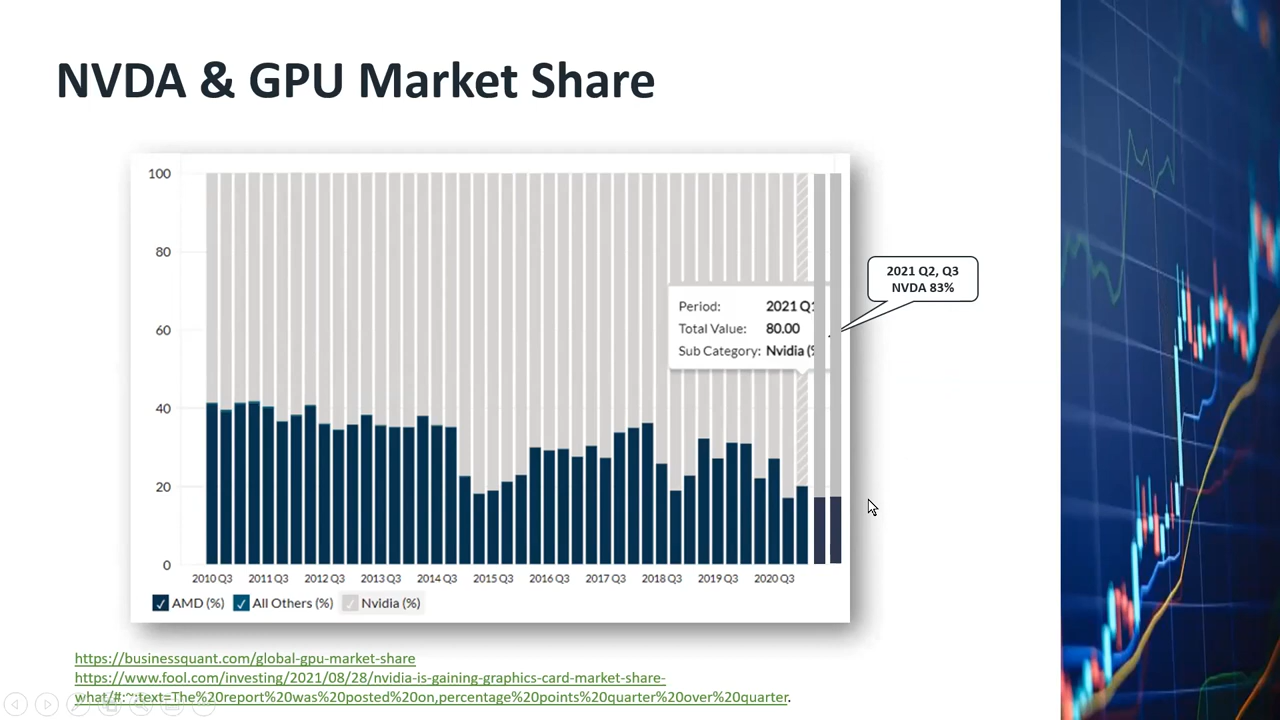 NVDA & GPU Market Share
100
80
60
40
20
0
Period: 2021 Q1
Total Value: 80.00
Sub Category: Nvidia (%
2021 Q2, Q3
NVDA 83%
2010 Q3 2011 Q3 2012 Q3 2013 Q3 2014 Q3 2015 Q3 2016 Q3 2017 Q3 2018 Q3 2019 Q3 2020 Q3
AMD (%) All Others (%) Nvidia (%)
https://businessquant.com/global-gpu-market-share
https://www.fool.com/investing/2021/08/28/nvidia-is-gaining-graphics-card-market-share-
what/#:~:text=The%20report%20was%20posted%20on,percentage%20points%20quarter%20over%20quarter.